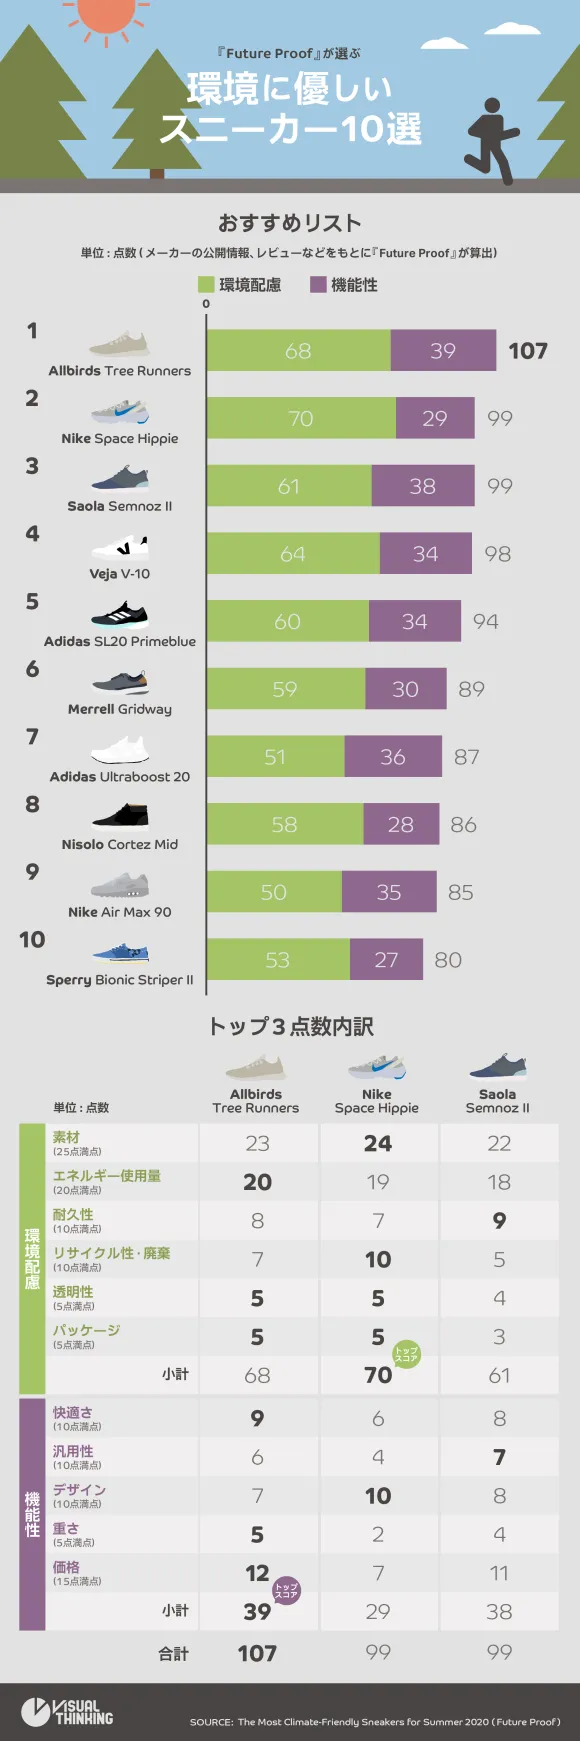 『Future Proof』が選ぶ
環境に優しい
スニーカー10選
おすすめリスト
単位 : 点数 ( メーカーの公開情報、レビューなどをもとに『Future Proof』が算出)
環境配慮 機能性
0
1 Allbirds Tree Runners 68 39 107
2 Nike Space Hippie 70 29 99
3 Saola Semnoz II 61 38 99
4 Veja V-10 64 34 98
5 Adidas SL20 Primeblue 60 34 94
6 Merrell Gridway 59 30 89
7 Adidas Ultraboost 20 51 36 87
8 Nisolo Cortez Mid 58 28 86
9 Nike Air Max 90 50 35 85
10 Sperry Bionic Striper II 53 27 80
トップ3点数内訳
Allbirds Nike Saola
単位 : 点数 Tree Runners Space Hippie Semnoz II
環境配慮
素材 23 24 22
(25点満点)
エネルギー使用量 20 19 18
(20点満点)
耐久性 8 7 9
(10点満点)
リサイクル性・廃棄 7 10 5
(10点満点)
透明性 5 5 4
(5点満点)
パッケージ 5 5 3
(5点満点)
トップ
スコア
小計 68 70 61
機能性
快適さ 9 6 8
(10点満点)
汎用性 6 4 7
(10点満点)
デザイン 7 10 8
(10点満点)
重さ 5 2 4
(5点満点)
価格 12 7 11
(15点満点)
トップ
スコア
小計 39 29 38
合計 107 99 99
VISUAL
THINKING
SOURCE: The Most Climate-Friendly Sneakers for Summer 2020 ( Future Proof )